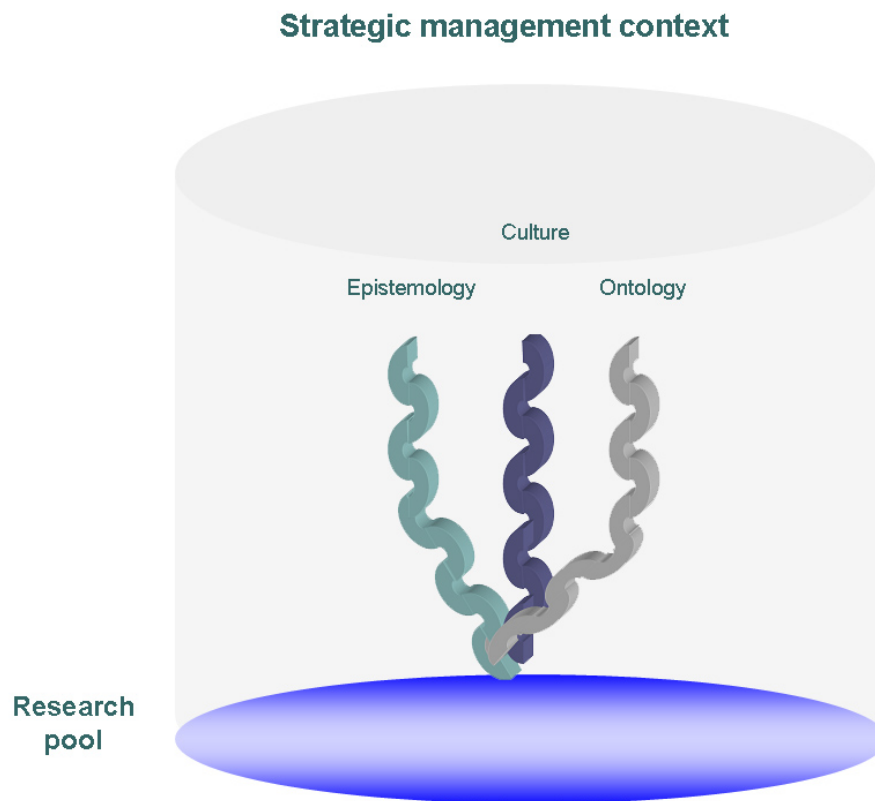 Strategic management context
Culture
Epistemology Ontology
Research
pool